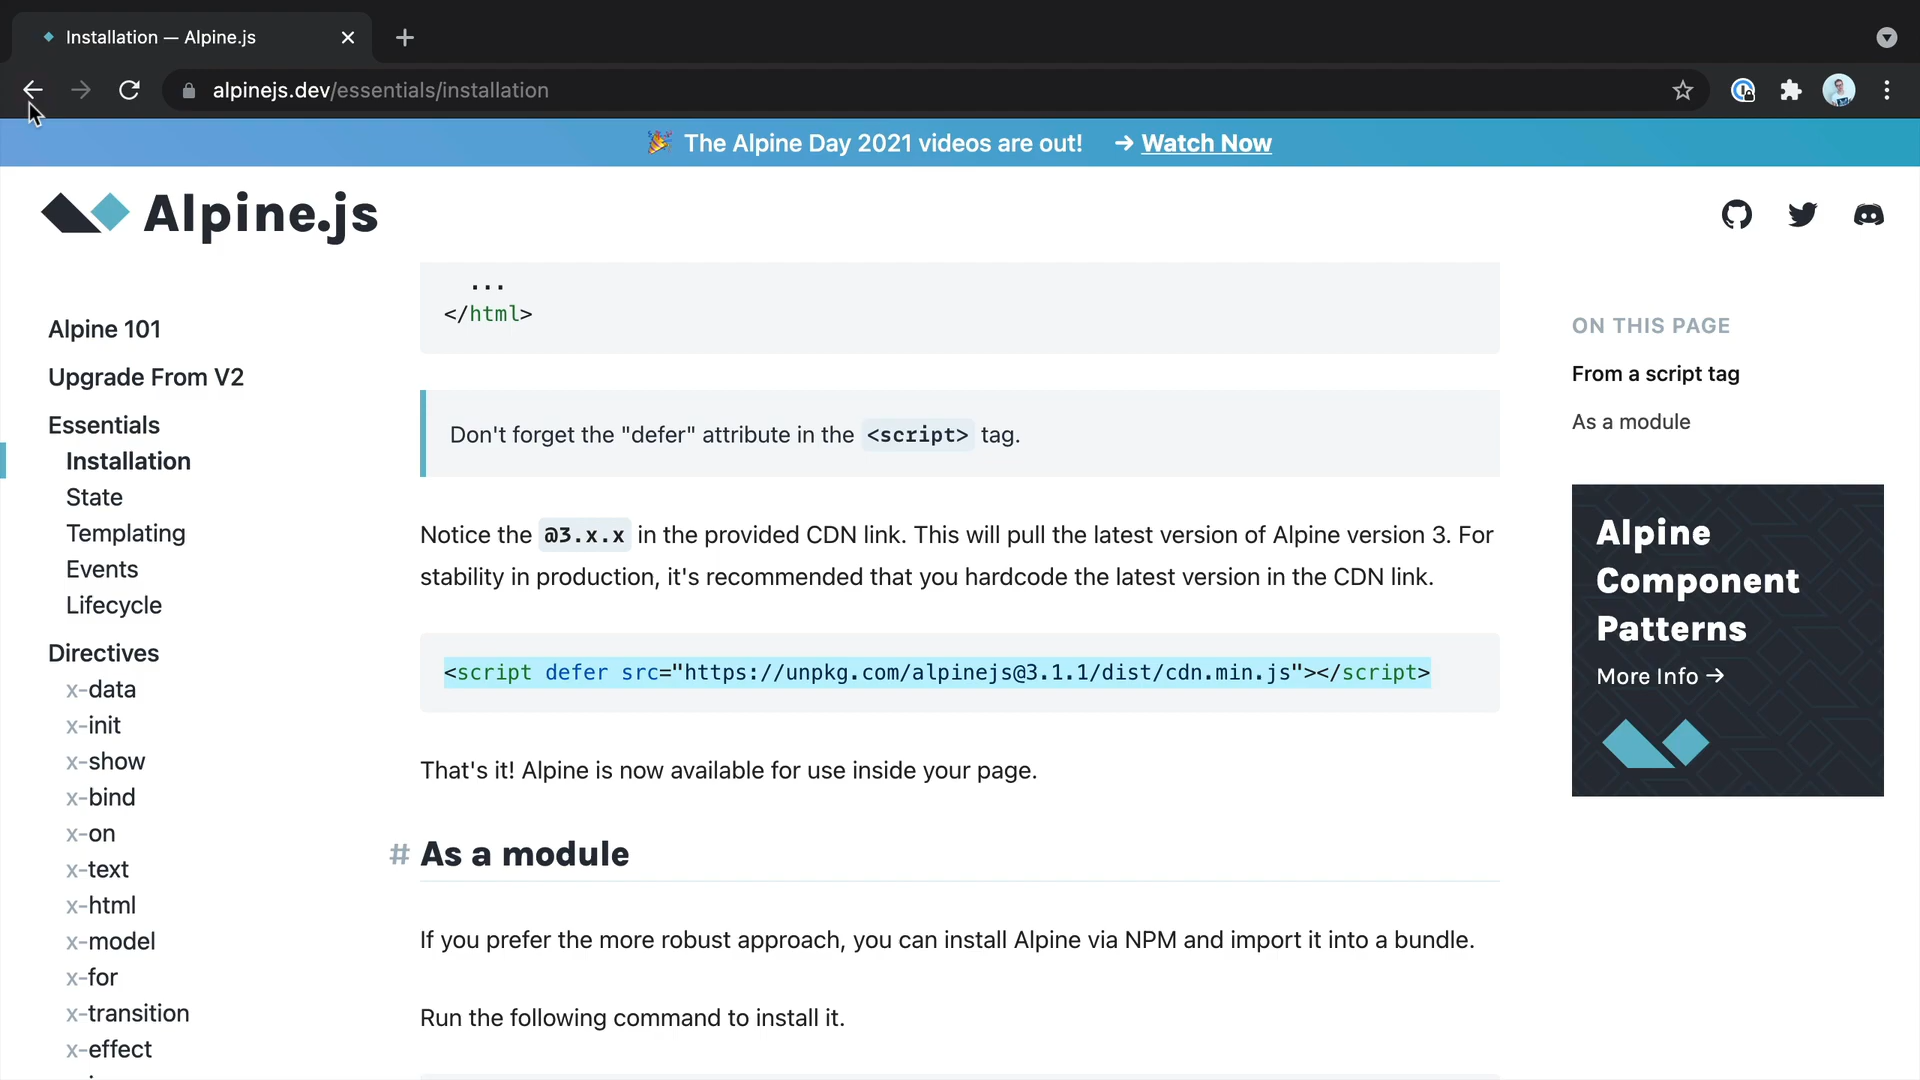 Installation — Alpine.js
alpinejs.dev/essentials/installation
🎉 The Alpine Day 2021 videos are out! → Watch Now
Alpine.js
Alpine 101
Upgrade From V2
Essentials
Installation
State
Templating
Events
Lifecycle
Directives
x-data
x-init
x-show
x-bind
x-on
x-text
x-html
x-model
x-for
x-transition
x-effect
...
</html>
Don't forget the "defer" attribute in the <script> tag.
Notice the @3.x.x in the provided CDN link. This will pull the latest version of Alpine version 3. For
stability in production, it's recommended that you hardcode the latest version in the CDN link.
<script defer src="https://unpkg.com/alpinejs@3.1.1/dist/cdn.min.js"></script>
That's it! Alpine is now available for use inside your page.
# As a module
If you prefer the more robust approach, you can install Alpine via NPM and import it into a bundle.
Run the following command to install it.
ON THIS PAGE
From a script tag
As a module
Alpine
Component
Patterns
More Info →